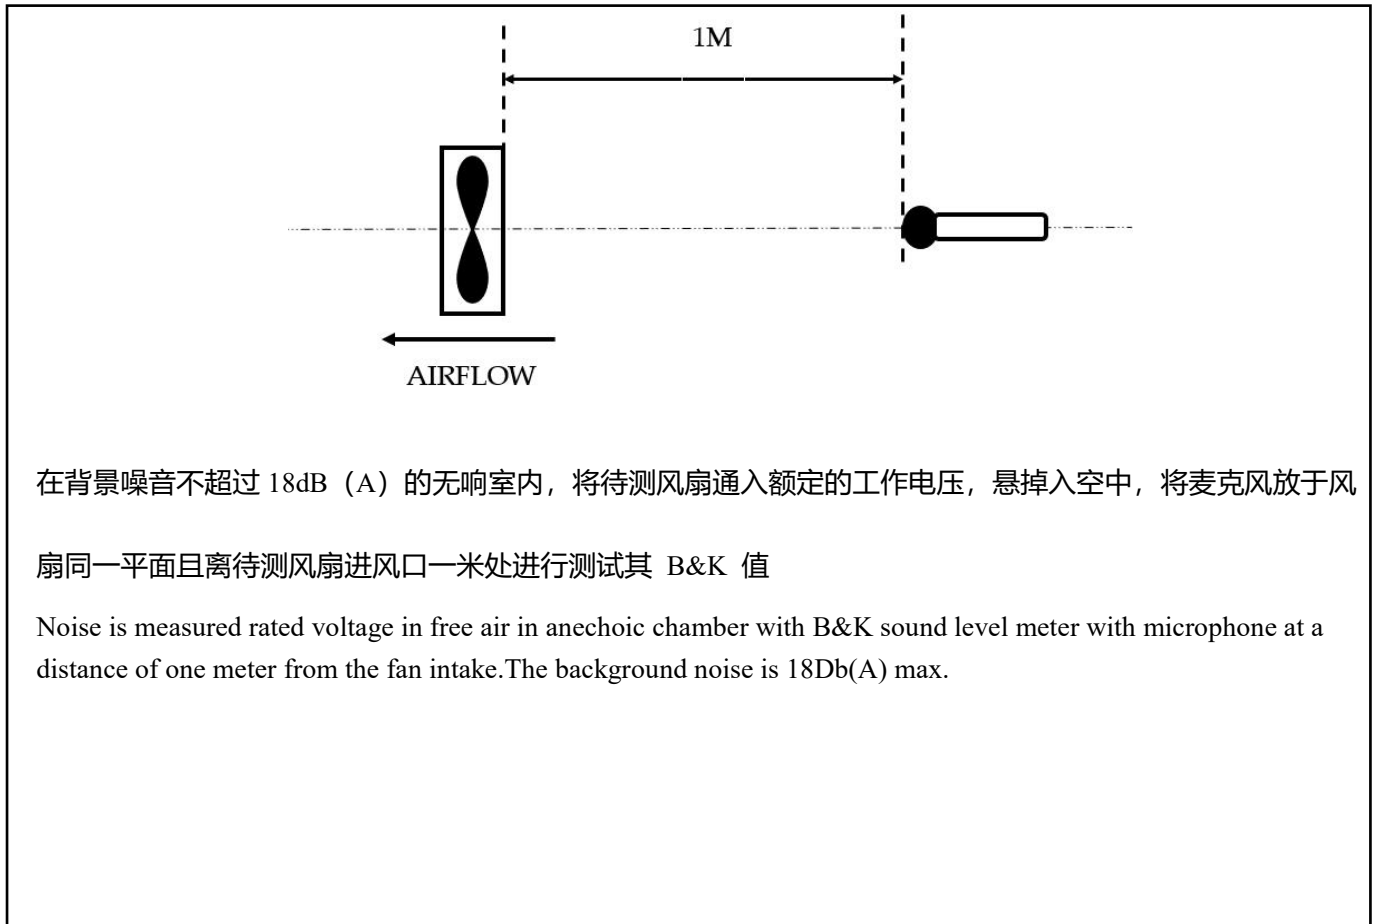 1M
AIRFLOW
在背景噪音不超过 18dB（A）的无响室内，将待测风扇通入额定的工作电压，悬掉入空中，将麦克风放于风
扇同一平面且离待测风扇进风口一米处进行测试其 B&K 值
Noise is measured rated voltage in free air in anechoic chamber with B&K sound level meter with microphone at a
distance of one meter from the fan intake.The background noise is 18Db(A) max.